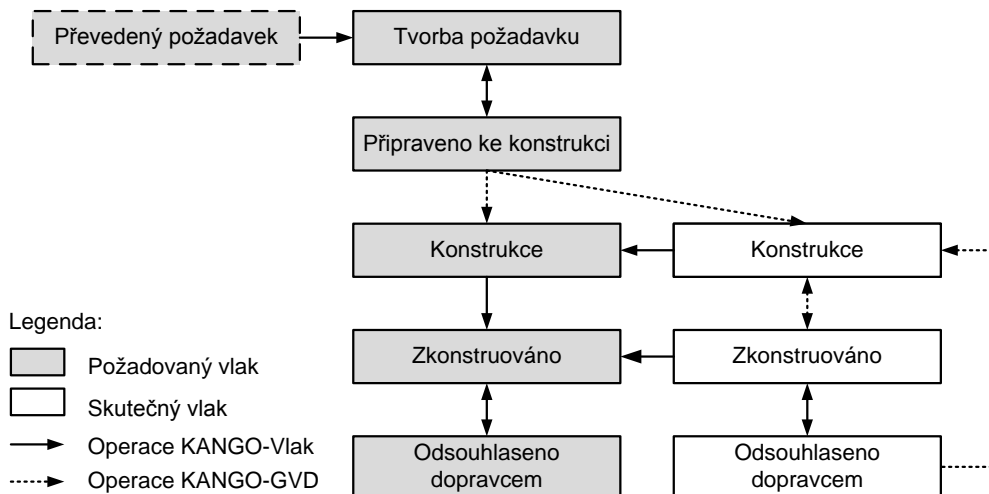 Převedený požadavek
Tvorba požadavku
Připraveno ke konstrukci
Konstrukce
Konstrukce
Zkonstruováno
Zkonstruováno
Odsouhlaseno
dopravcem
Odsouhlaseno
dopravcem
Legenda:
Požadovaný vlak
Skutečný vlak
Operace KANGO-Vlak
Operace KANGO-GVD